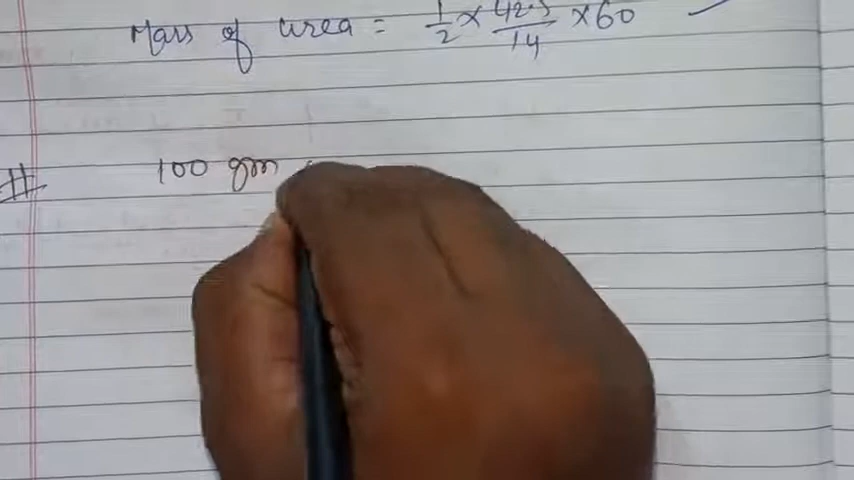 Mass of urea = 1/2 × 42.5/14 × 60
# 100 gm